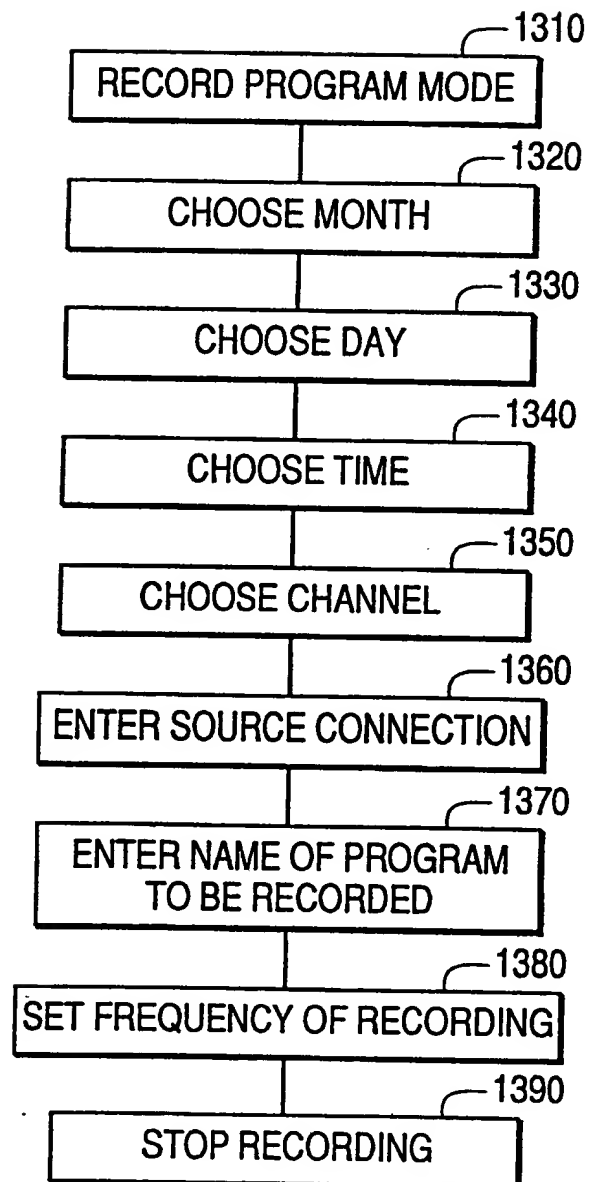 1310
RECORD PROGRAM MODE
1320
CHOOSE MONTH
1330
CHOOSE DAY
1340
CHOOSE TIME
1350
CHOOSE CHANNEL
1360
ENTER SOURCE CONNECTION
1370
ENTER NAME OF PROGRAM
TO BE RECORDED
1380
SET FREQUENCY OF RECORDING
1390
STOP RECORDING